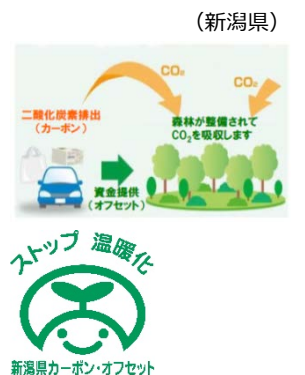 （新潟県）
CO₂
CO₂
二酸化炭素排出
（カーボン）
森林が整備されて
CO₂を吸収します
資金提供
（オフセット）
ストップ 温暖化
新潟県カーボン・オフセット